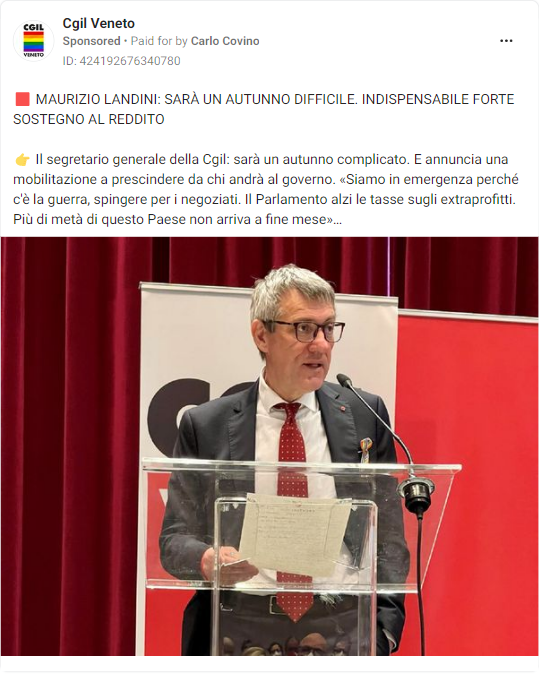 CGIL
VENETO
Cgil Veneto
Sponsored • Paid for by Carlo Covino
ID: 424192676340780
🟥 MAURIZIO LANDINI: SARÀ UN AUTUNNO DIFFICILE. INDISPENSABILE FORTE
SOSTEGNO AL REDDITO
👉 Il segretario generale della Cgil: sarà un autunno complicato. E annuncia una
mobilitazione a prescindere da chi andrà al governo. «Siamo in emergenza perché
c'è la guerra, spingere per i negoziati. Il Parlamento alzi le tasse sugli extraprofitti.
Più di metà di questo Paese non arriva a fine mese»...